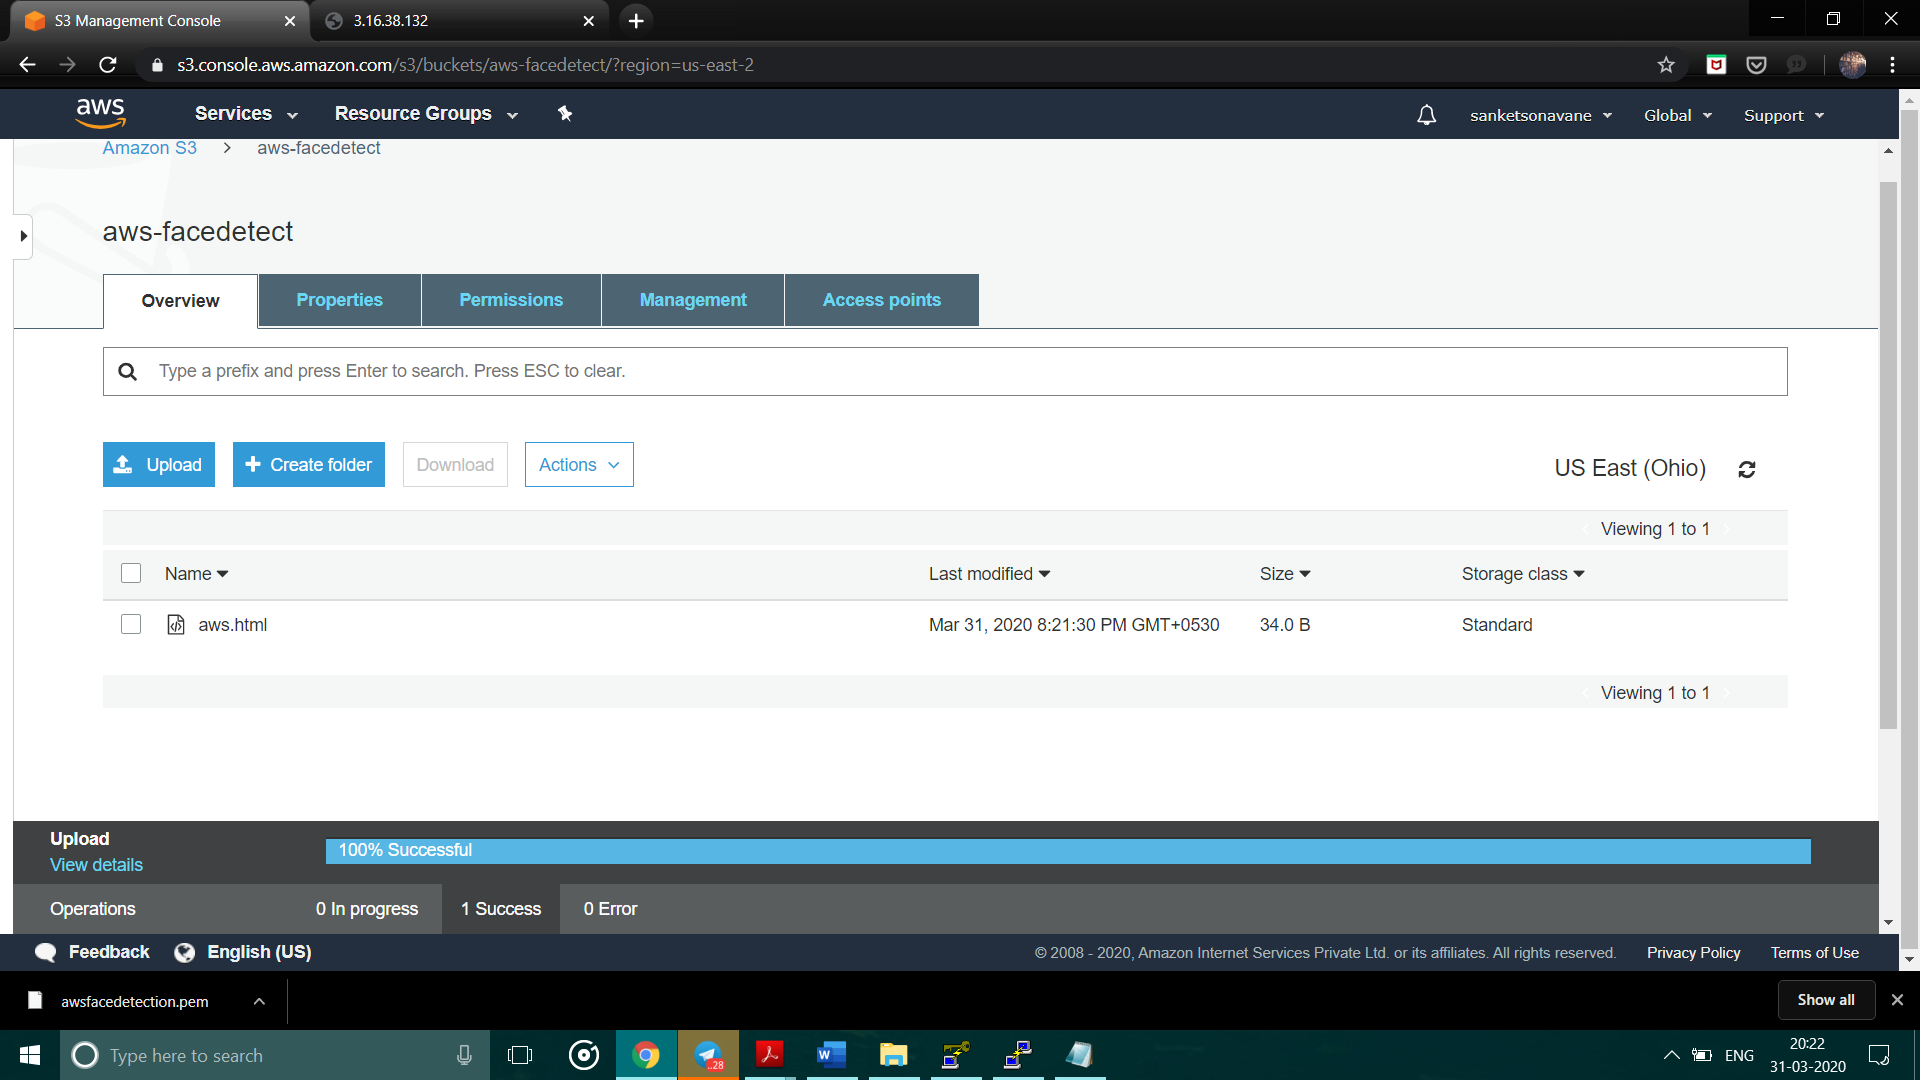 S3 Management Console
3.16.38.132
s3.console.aws.amazon.com/s3/buckets/aws-facedetect/?region=us-east-2
aws
Services
Resource Groups
sanketsonavane
Global
Support
Amazon S3 > aws-facedetect
aws-facedetect
Overview
Properties
Permissions
Management
Access points
Type a prefix and press Enter to search. Press ESC to clear.
Upload
Create folder
Download
Actions
US East (Ohio)
Viewing 1 to 1
Name
Last modified
Size
Storage class
aws.html
Mar 31, 2020 8:21:30 PM GMT+0530
34.0 B
Standard
Viewing 1 to 1
Upload
100% Successful
View details
Operations
0 In progress
1 Success
0 Error
Feedback
English (US)
© 2008 - 2020, Amazon Internet Services Private Ltd. or its affiliates. All rights reserved.
Privacy Policy
Terms of Use
awsfacedetection.pem
Show all
Type here to search
..28
W
ENG
20:22
31-03-2020